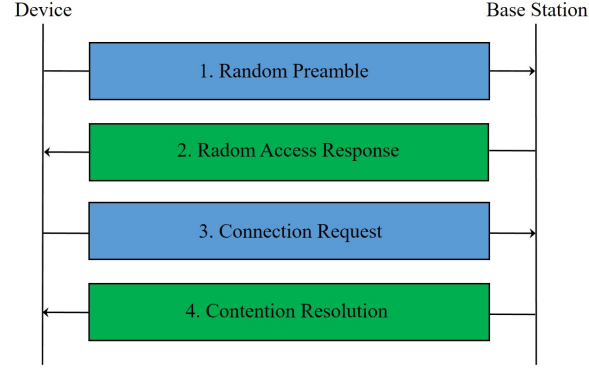 Device
Base Station
1. Random Preamble
2. Radom Access Response
3. Connection Request
4. Contention Resolution